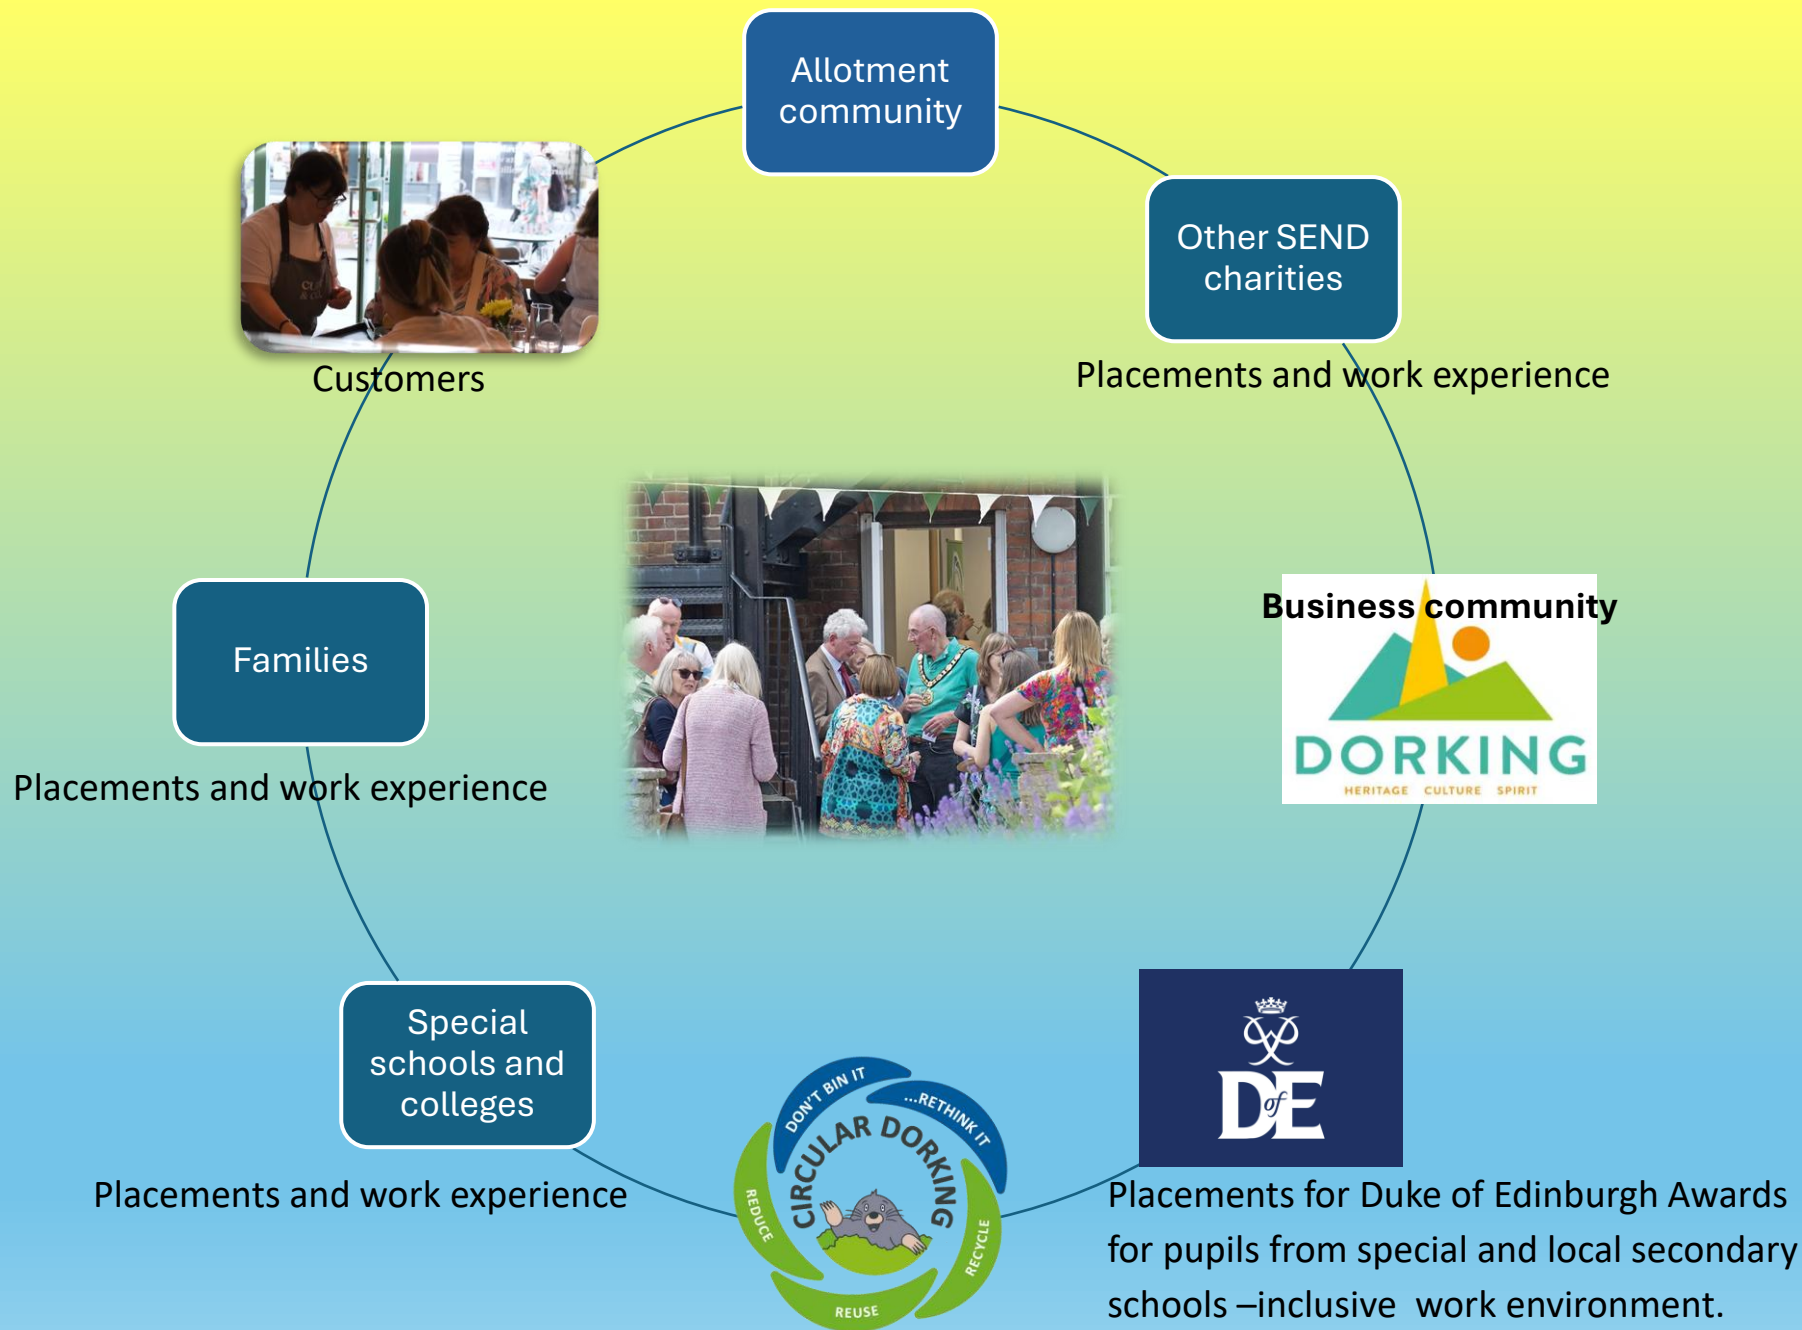 Allotment
community
Other SEND
charities
Placements and work experience
Business community
DORKING
HERITAGE CULTURE SPIRIT
D of E
Placements for Duke of Edinburgh Awards
for pupils from special and local secondary
schools –inclusive  work environment.
DON'T BIN IT
...RETHINK IT
CIRCULAR DORKING
REDUCE
RECYCLE
REUSE
Special
schools and
colleges
Placements and work experience
Families
Placements and work experience
Customers